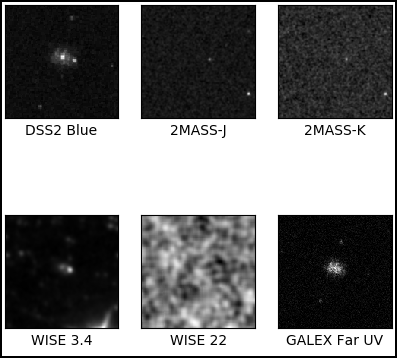 DSS2 Blue
2MASS-J
2MASS-K
WISE 3.4
WISE 22
GALEX Far UV